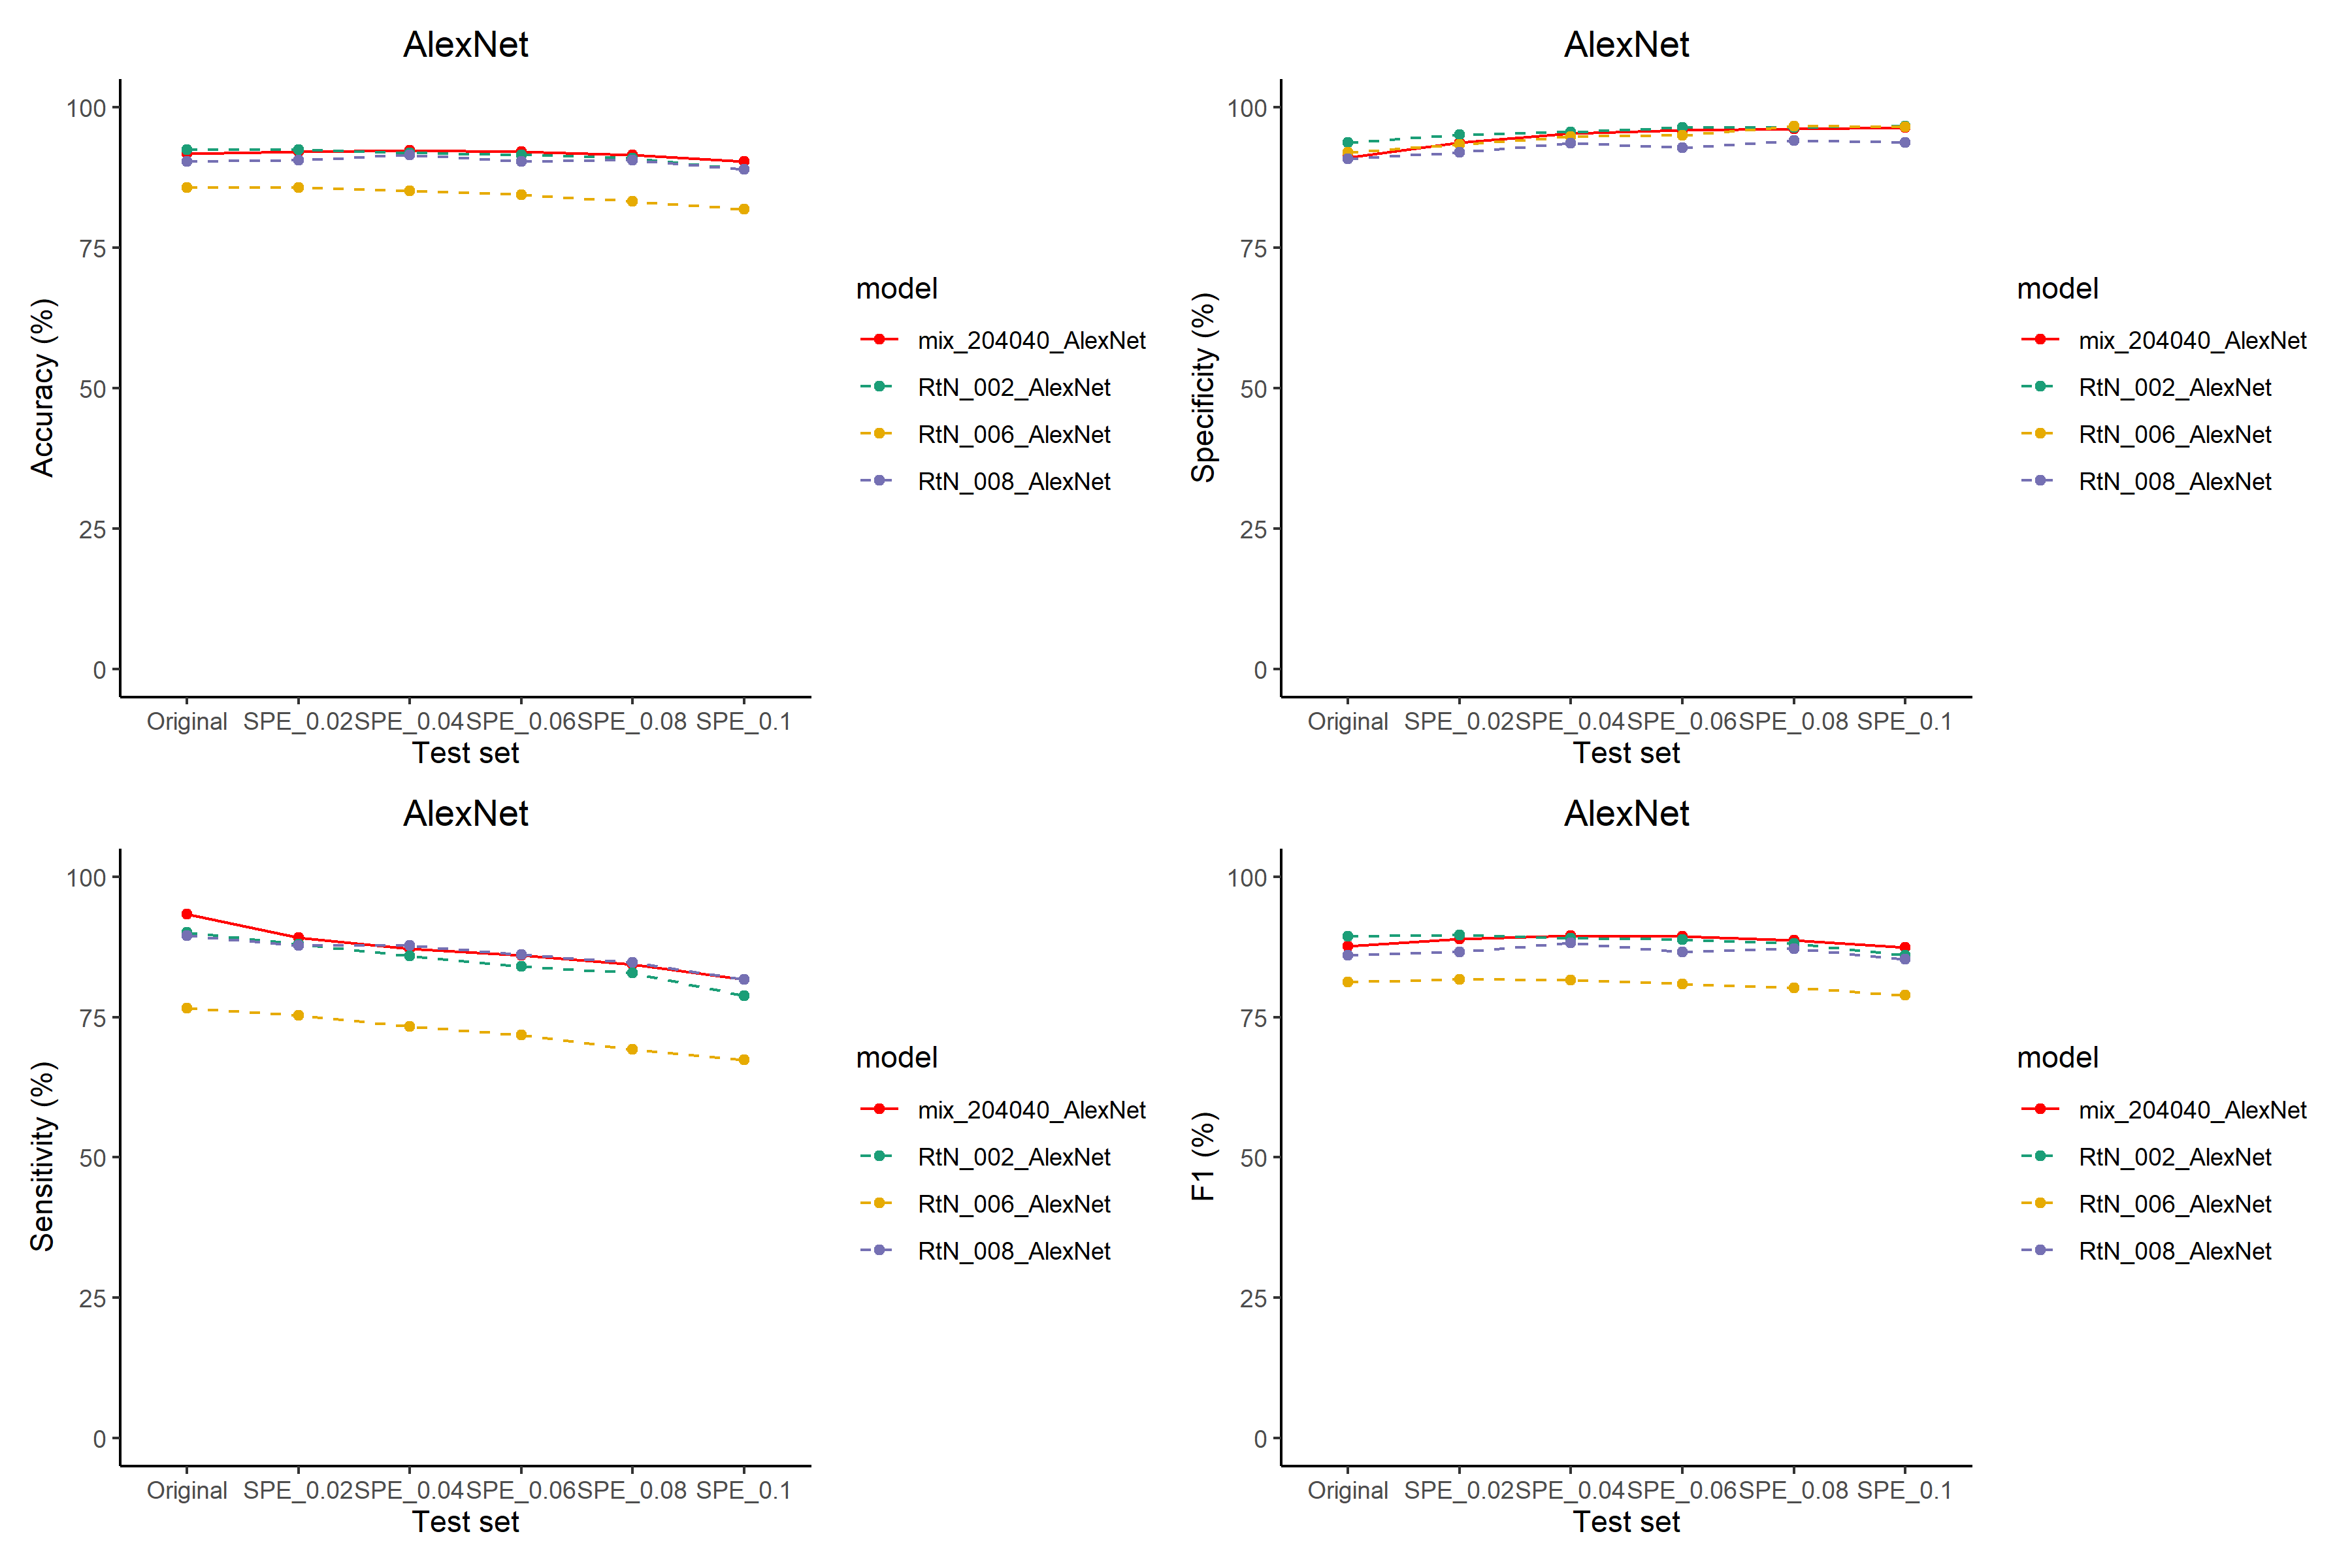 AlexNet
100
75
50
25
0
Accuracy (%)
Original SPE_0.02 SPE_0.04 SPE_0.06 SPE_0.08 SPE_0.1
Test set
model
mix_204040_AlexNet
RtN_002_AlexNet
RtN_006_AlexNet
RtN_008_AlexNet
AlexNet
100
75
50
25
0
Specificity (%)
Original SPE_0.02 SPE_0.04 SPE_0.06 SPE_0.08 SPE_0.1
Test set
model
mix_204040_AlexNet
RtN_002_AlexNet
RtN_006_AlexNet
RtN_008_AlexNet
AlexNet
100
75
50
25
0
Sensitivity (%)
Original SPE_0.02 SPE_0.04 SPE_0.06 SPE_0.08 SPE_0.1
Test set
model
mix_204040_AlexNet
RtN_002_AlexNet
RtN_006_AlexNet
RtN_008_AlexNet
AlexNet
100
75
50
25
0
F1 (%)
Original SPE_0.02 SPE_0.04 SPE_0.06 SPE_0.08 SPE_0.1
Test set
model
mix_204040_AlexNet
RtN_002_AlexNet
RtN_006_AlexNet
RtN_008_AlexNet